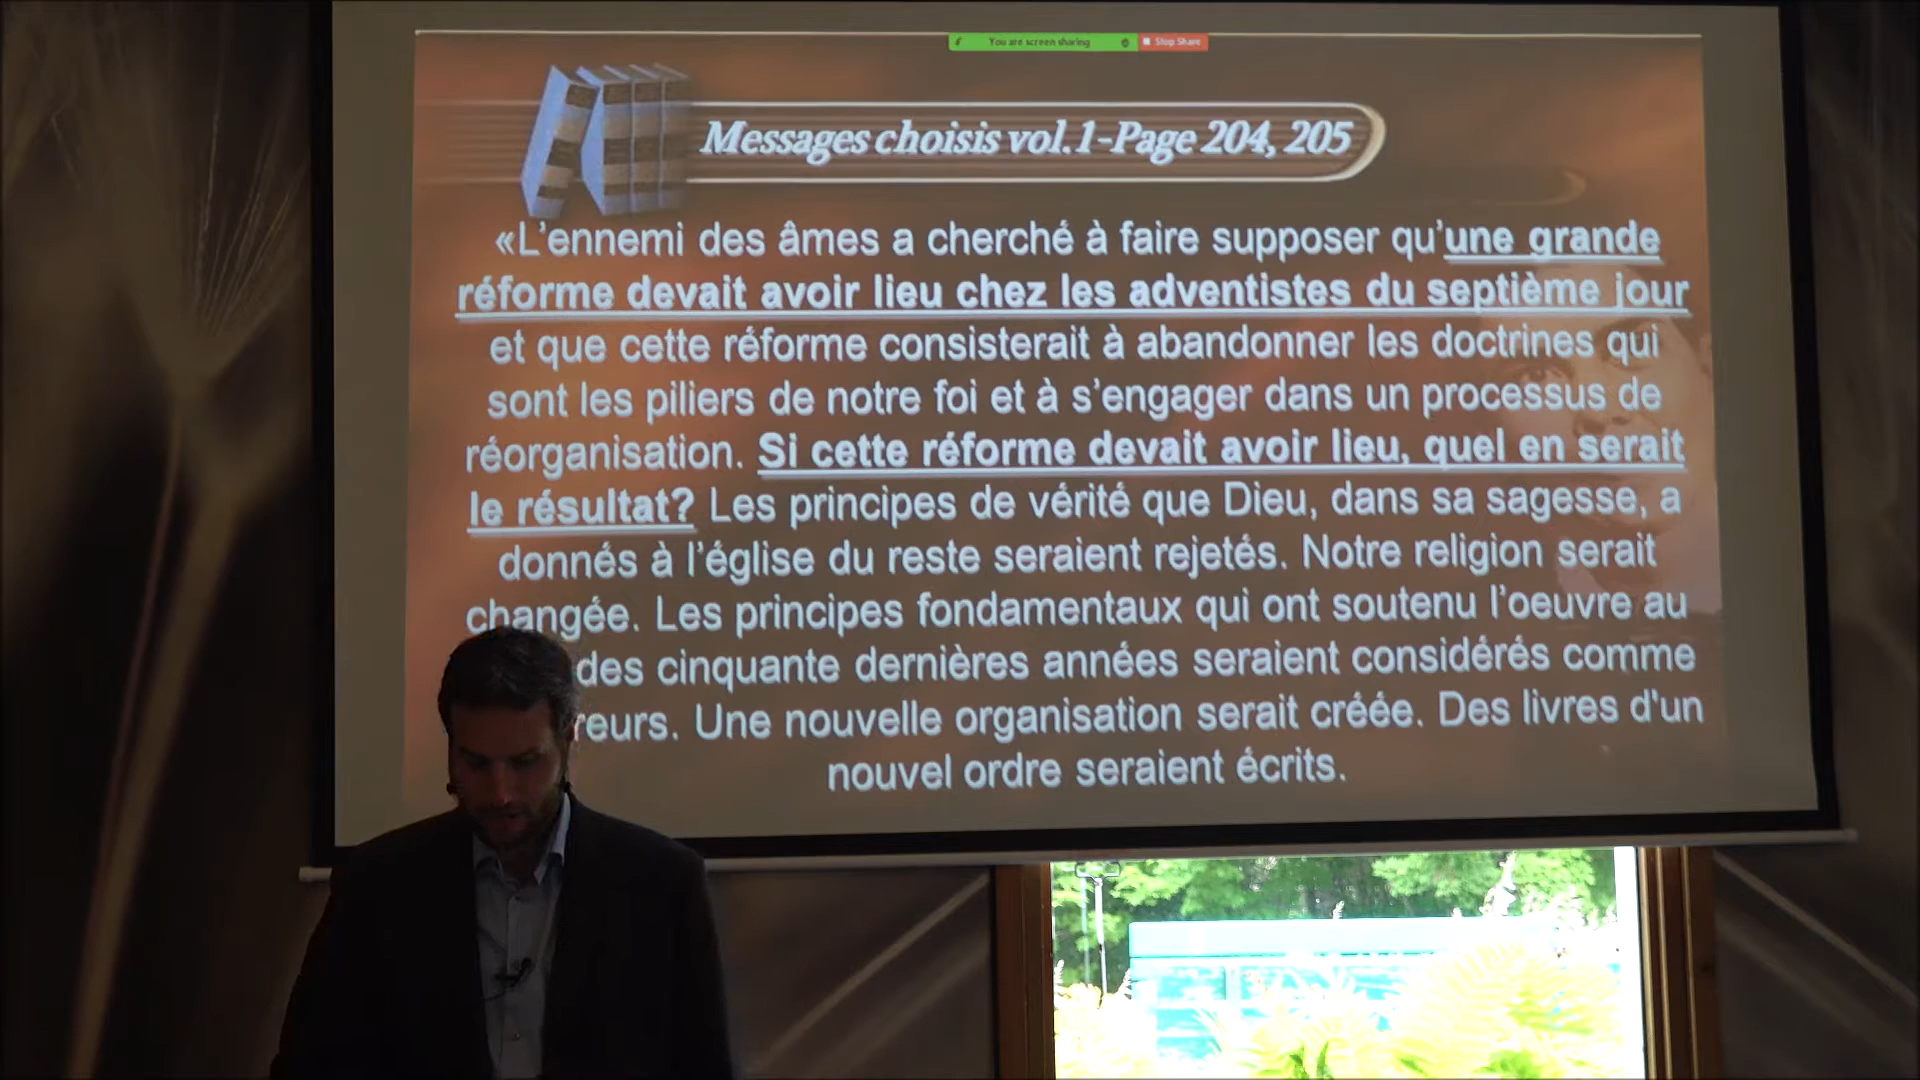 You are screen sharing
Stop Share
Messages choisis vol.1-Page 204, 205
«L'ennemi des âmes a cherché à faire supposer qu'une grande
réforme devait avoir lieu chez les adventistes du septième jour
et que cette réforme consisterait à abandonner les doctrines qui
sont les piliers de notre foi et à s'engager dans un processus de
réorganisation. Si cette réforme devait avoir lieu, quel en serait
le résultat? Les principes de vérité que Dieu, dans sa sagesse, a
donnés à l'église du reste seraient rejetés. Notre religion serait
changée. Les principes fondamentaux qui ont soutenu l'oeuvre au
des cinquante dernières années seraient considérés comme
reurs. Une nouvelle organisation serait créée. Des livres d'un
nouvel ordre seraient écrits.